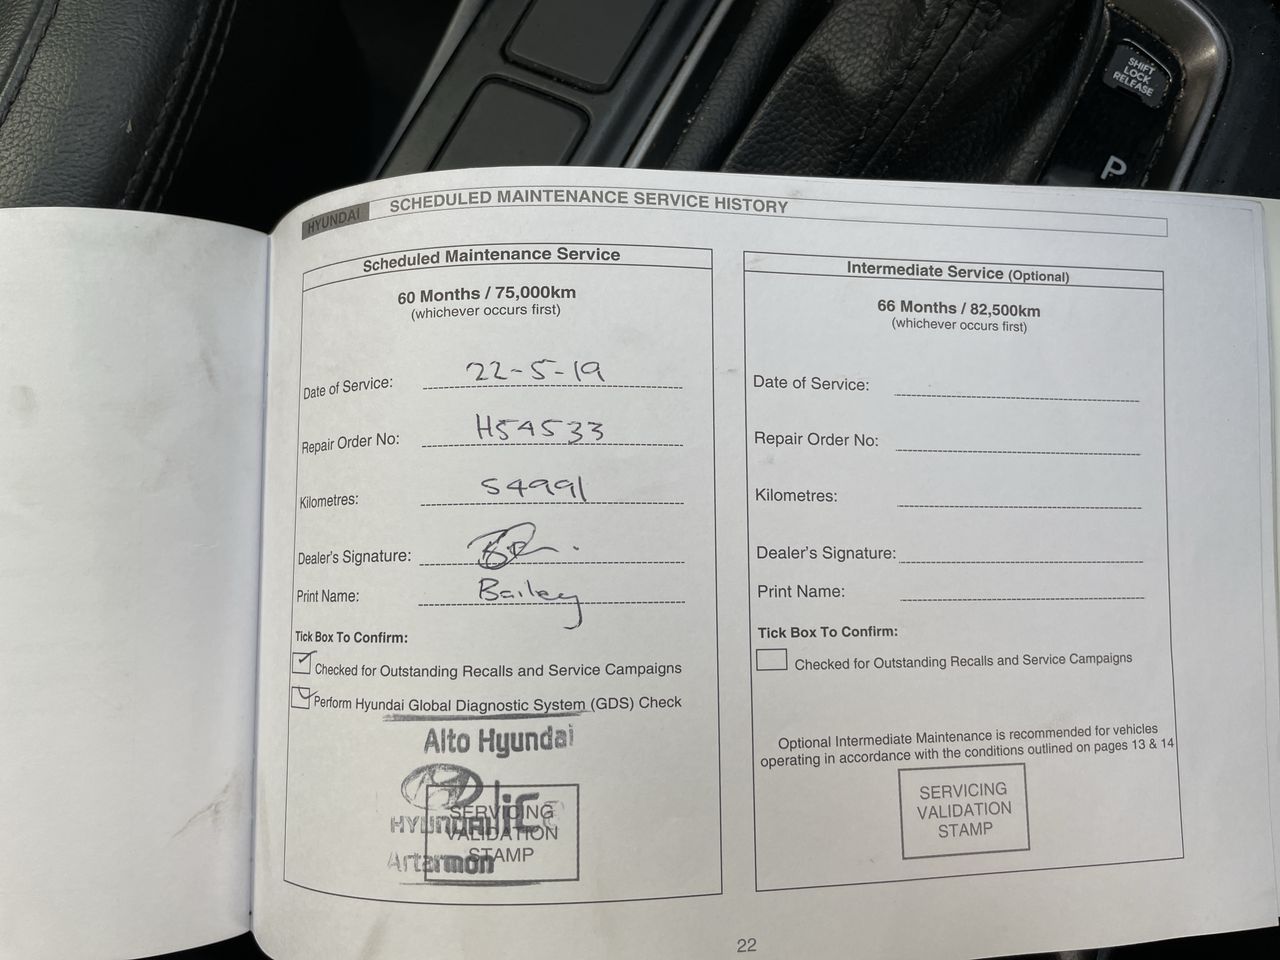 SHIFT
LOCK
RELEASE
P
HYUNDAI
SCHEDULED MAINTENANCE SERVICE HISTORY
Scheduled Maintenance Service
60 Months / 75,000km
(whichever occurs first)
Date of Service: 22-5-19
Repair Order No: H54533
Kilometres: 54991
Dealer's Signature:
Print Name: Bailey
Tick Box To Confirm:
Checked for Outstanding Recalls and Service Campaigns
Perform Hyundai Global Diagnostic System (GDS) Check
Alto Hyundai
HYUNDAI
Artarmon
SERVICING
VALIDATION
STAMP
Intermediate Service (Optional)
66 Months / 82,500km
(whichever occurs first)
Date of Service:
Repair Order No:
Kilometres:
Dealer's Signature:
Print Name:
Tick Box To Confirm:
Checked for Outstanding Recalls and Service Campaigns
Optional Intermediate Maintenance is recommended for vehicles
operating in accordance with the conditions outlined on pages 13 & 14
SERVICING
VALIDATION
STAMP
22